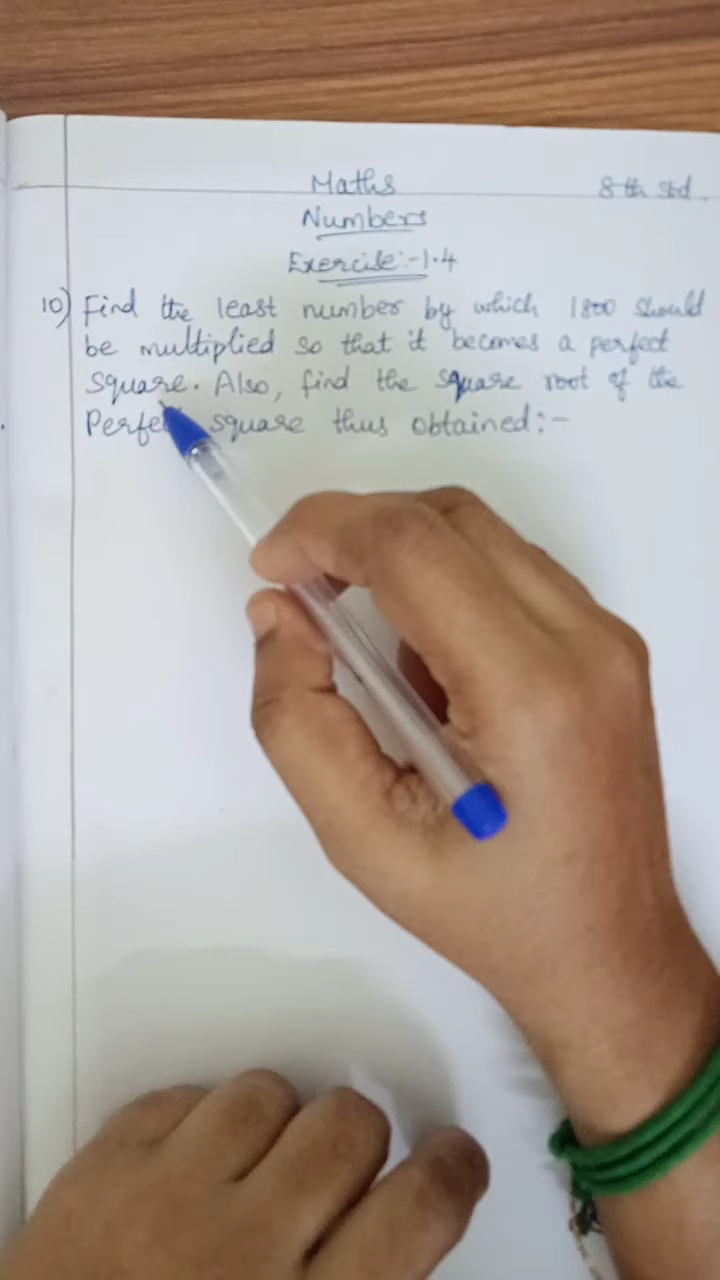 Maths 8th Std.
Numbers
Exercise:-1.4
10) Find the least number by which 1800 should
be multiplied so that it becomes a perfect
square. Also, find the square root of the
square thus obtained:-